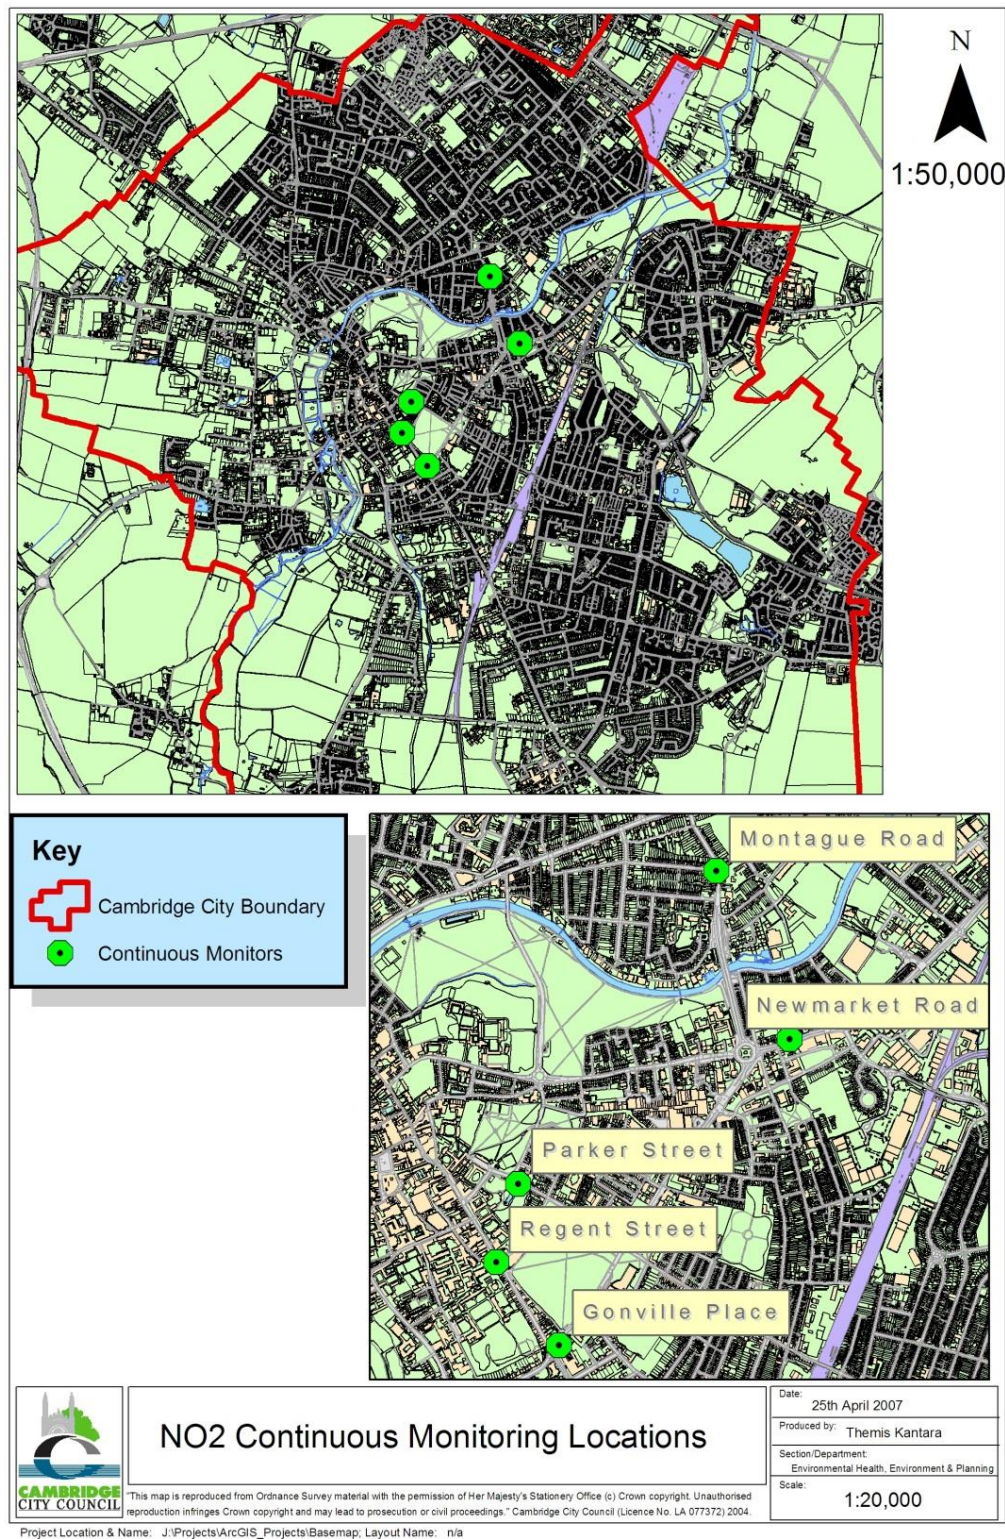 N
1:50,000
Key
Cambridge City Boundary
Continuous Monitors
Montague Road
Newmarket Road
Parker Street
Regent Street
Gonville Place
CAMBRIDGE
CITY COUNCIL
NO2 Continuous Monitoring Locations
"This map is reproduced from Ordnance Survey material with the permission of Her Majesty's Stationery Office (c) Crown copyright. Unauthorised
reproduction infringes Crown copyright and may lead to prosecution or civil proceedings." Cambridge City Council (Licence No. LA 077372) 2004.
Date:
25th April 2007
Produced by: Themis Kantara
Section/Department:
Environmental Health, Environment & Planning
Scale:
1:20,000
Project Location & Name: J:\Projects\ArcGIS_Projects\Basemap; Layout Name: n/a